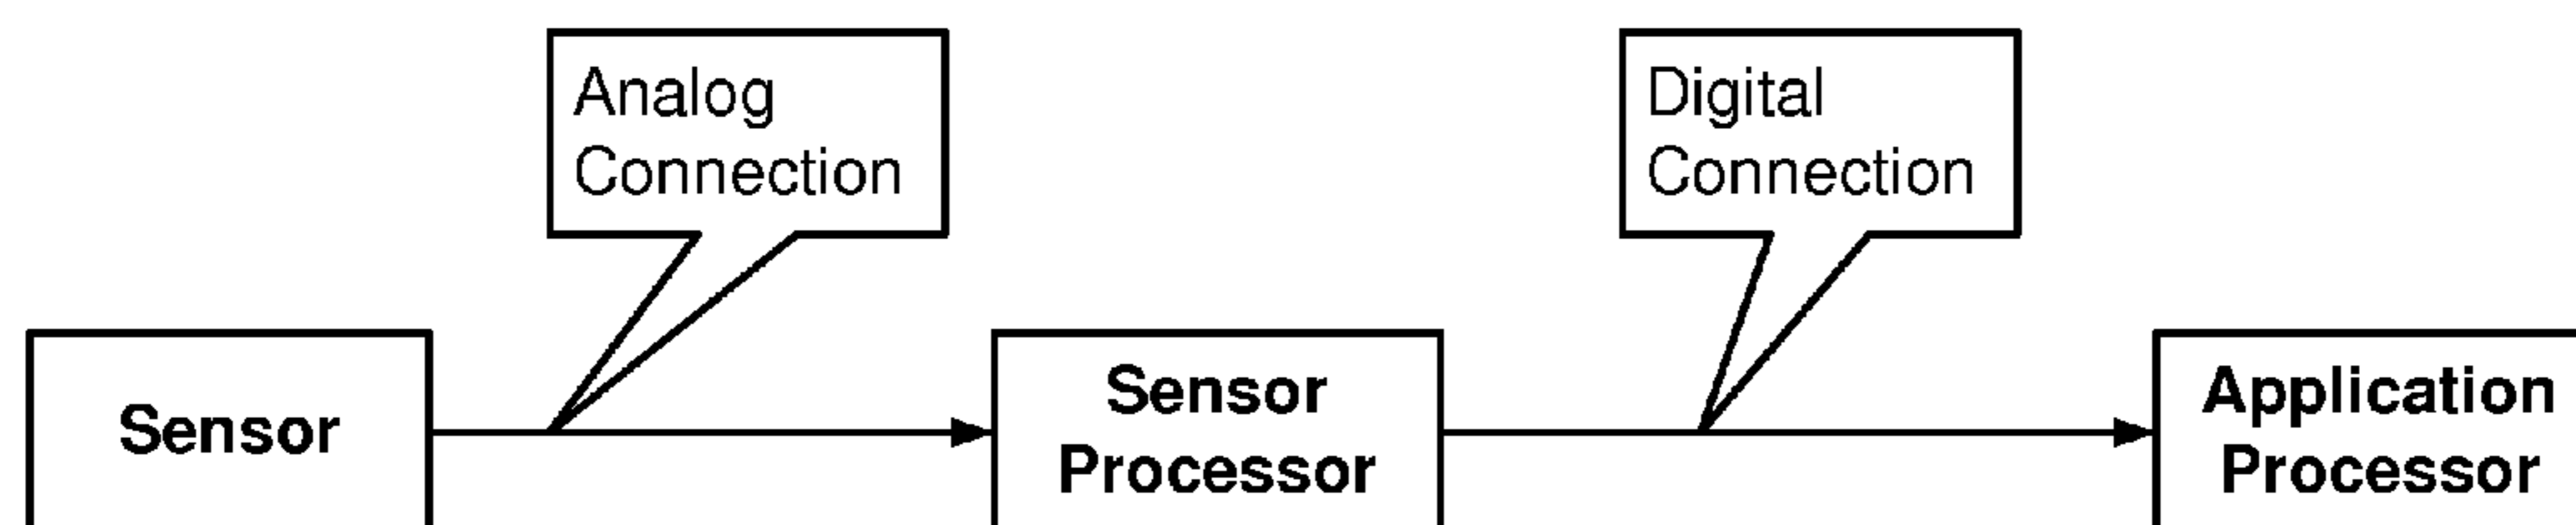 Analog
Connection
Digital
Connection
Sensor
Sensor
Processor
Application
Processor